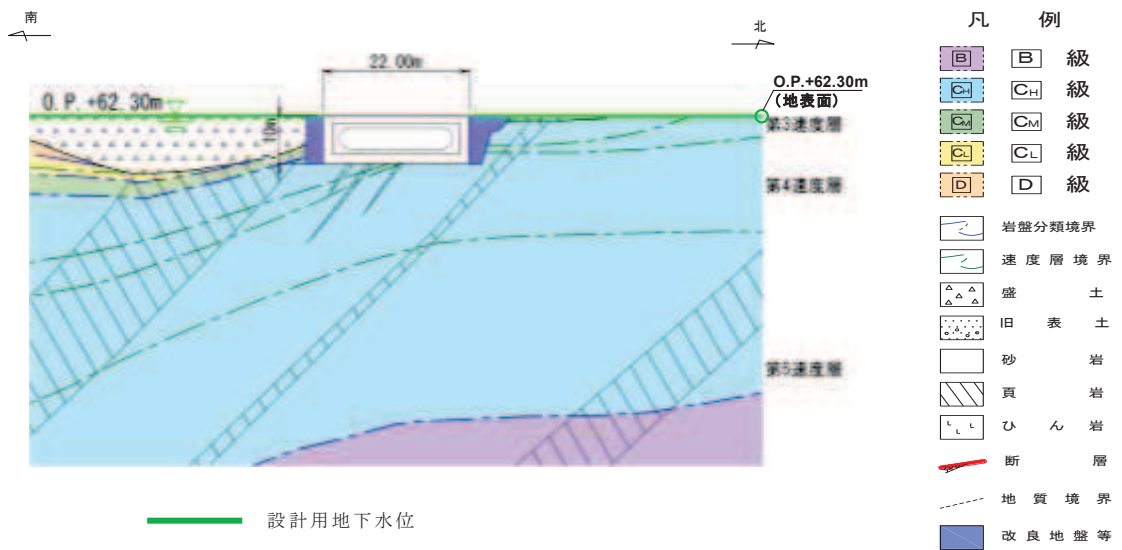 南
北
22.00m
O.P.+62.30m
O.P.+62.30m
(地表面)
10m
第3速度層
第4速度層
第5速度層
設計用地下水位
凡 例
B B 級
CH CH 級
CM CM 級
CL CL 級
D D 級
岩盤分類境界
速度層境界
盛土
旧表土
砂岩
頁岩
ひん岩
断層
地質境界
改良地盤等